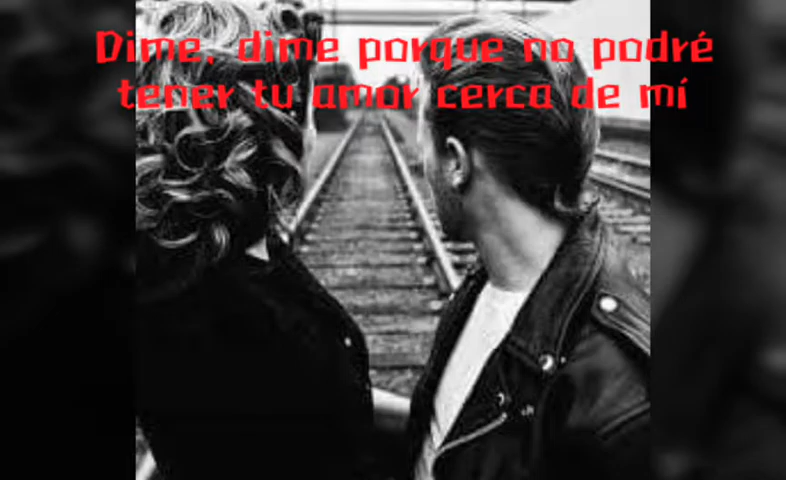 Dime, dime porque no podré
tener tu amor cerca de mí